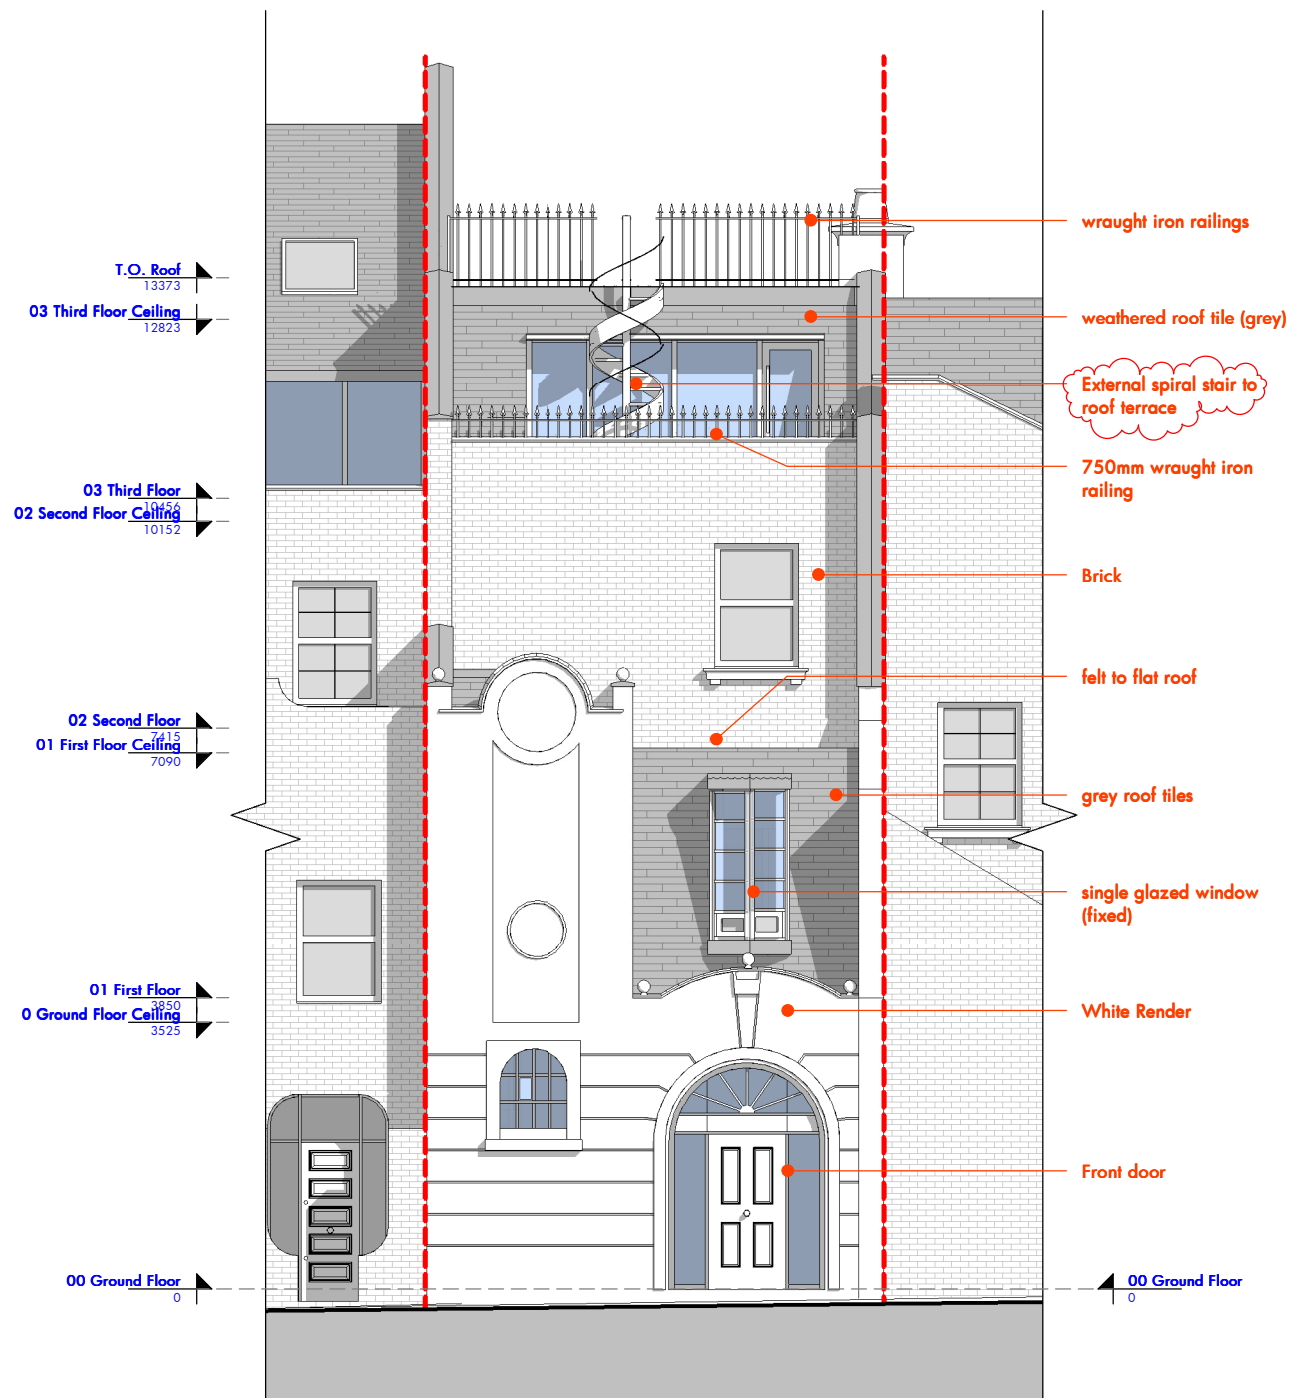 wraught iron railings
T.O. Roof
13373
03 Third Floor Ceiling
12823
weathered roof tile (grey)
External spiral stair to
roof terrace
750mm wraught iron
railing
03 Third Floor
10456
02 Second Floor Ceiling
10152
Brick
felt to flat roof
02 Second Floor
7415
01 First Floor Ceiling
7090
grey roof tiles
single glazed window
(fixed)
01 First Floor
3850
0 Ground Floor Ceiling
3525
White Render
Front door
00 Ground Floor
0
00 Ground Floor
0